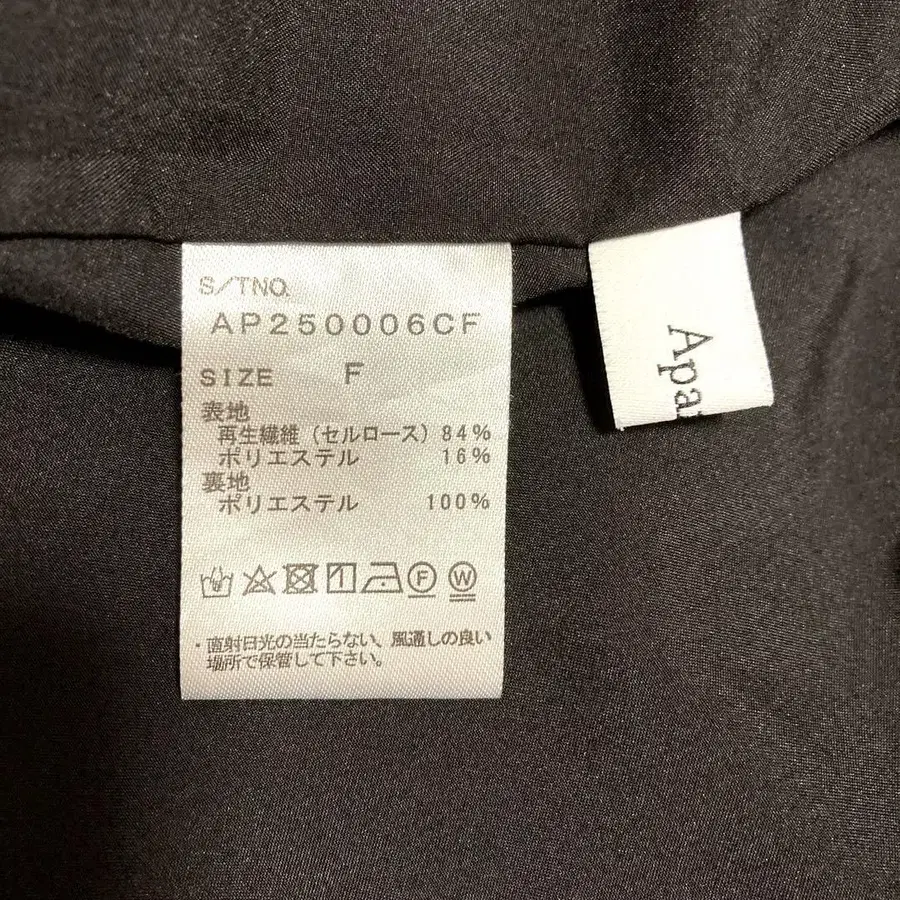 S/TNO.
AP250006CF
SIZE F
表地
再生繊維（セルロース）84%
ポリエステル 16%
裏地
ポリエステル 100%
F W
・直射日光の当たらない、風通しの良い
場所で保管して下さい。
Apa